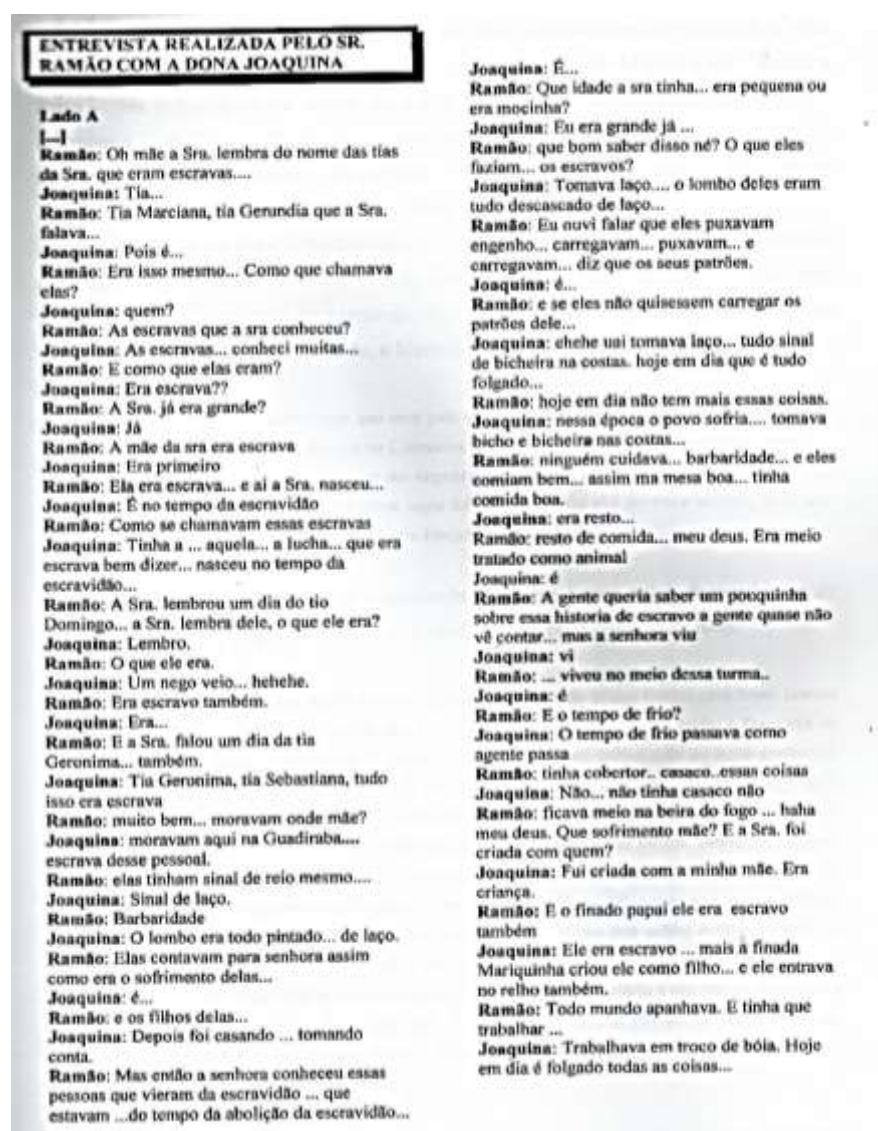 ENTREVISTA REALIZADA PELO SR.
RAMÃO COM A DONA JOAQUINA
Lado A
[...]
Ramão: Oh mãe a Sra. lembra do nome das tias
da Sra. que eram escravas....
Joaquina: Tia...
Ramão: Tia Marciana, tia Gerundia que a Sra.
falava...
Joaquina: Pois é...
Ramão: Era isso mesmo... Como que chamava
elas?
Joaquina: quem?
Ramão: As escravas que a sra conheceu?
Joaquina: As escravas... conheci muitas...
Ramão: E como que elas eram?
Joaquina: Era escrava??
Ramão: A Sra. já era grande?
Joaquina: Já
Ramão: A mãe da sra era escrava
Joaquina: Era primeiro
Ramão: Ela era escrava... e ai a Sra. nasceu...
Joaquina: É no tempo da escravidão
Ramão: Como se chamavam essas escravas
Joaquina: Tinha a ... aquela... a lucha... que era
escrava bem dizer... nasceu no tempo da
escravidão...
Ramão: A Sra. lembrou um dia do tio
Domingo... a Sra. lembra dele, o que ele era?
Joaquina: Lembro.
Ramão: O que ele era.
Joaquina: Um nego veio... hehehe.
Ramão: Era escravo também.
Joaquina: Era...
Ramão: E a Sra. falou um dia da tia
Geronima... também.
Joaquina: Tia Geronima, tia Sebastiana, tudo
isso era escrava
Ramão: muito bem... moravam onde mãe?
Joaquina: moravam aqui na Guadiraba....
escrava desse pessoal.
Ramão: elas tinham sinal de reio mesmo....
Joaquina: Sinal de laço.
Ramão: Barbaridade
Joaquina: O lombo era todo pintado... de laço.
Ramão: Elas contavam para senhora assim
como era o sofrimento delas...
Joaquina: é...
Ramão: e os filhos delas...
Joaquina: Depois foi casando ... tomando
conta.
Ramão: Mas então a senhora conheceu essas
pessoas que vieram da escravidão ... que
estavam ...do tempo da abolição da escravidão...
Joaquina: É...
Ramão: Que idade a sra tinha... era pequena ou
era mocinha?
Joaquina: Eu era grande já ...
Ramão: que bom saber disso né? O que eles
faziam... os escravos?
Joaquina: Tomava laço.... o lombo deles eram
tudo descascado de laço...
Ramão: Eu ouvi falar que eles puxavam
engenho... carregavam... puxavam... e
carregavam... diz que os seus patrões.
Joaquina: é...
Ramão: e se eles não quisessem carregar os
patrões dele...
Joaquina: ehehe uai tomava laço... tudo sinal
de bicheira na costas. hoje em dia que é tudo
folgado...
Ramão: hoje em dia não tem mais essas coisas.
Joaquina: nessa época o povo sofria.... tomava
bicho e bicheira nas costas...
Ramão: ninguém cuidava... barbaridade... e eles
comiam bem... assim ma mesa boa... tinha
comida boa.
Joaquina: era resto...
Ramão: resto de comida... meu deus. Era meio
tratado como animal
Joaquina: é
Ramão: A gente queria saber um pouquinha
sobre essa historia de escravo a gente quase não
vê contar... mas a senhora viu
Joaquina: vi
Ramão: ... viveu no meio dessa turma..
Joaquina: é
Ramão: E o tempo de frio?
Joaquina: O tempo de frio passava como
agente passa
Ramão: tinha cobertor.. casaco..essas coisas
Joaquina: Não... não tinha casaco não
Ramão: ficava meio na beira do fogo ... haha
meu deus. Que sofrimento mãe? E a Sra. foi
criada com quem?
Joaquina: Fui criada com a minha mãe. Era
criança.
Ramão: E o finado papai ele era escravo
também
Joaquina: Ele era escravo ... mais à finada
Mariquinha criou ele como filho... e ele entrava
no relho também.
Ramão: Todo mundo apanhava. E tinha que
trabalhar ...
Joaquina: Trabalhava em troco de bóia. Hoje
em dia é folgado todas as coisas...